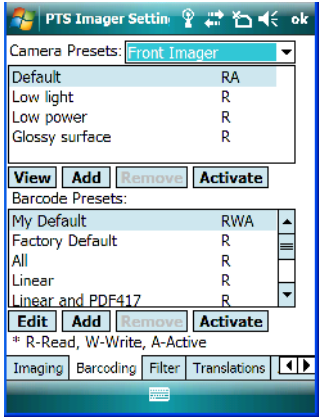 PTS Imager Settin ok
Camera Presets: Front Imager
Default RA
Low light R
Low power R
Glossy surface R
View Add Remove Activate
Barcode Presets:
My Default RWA
Factory Default R
All R
Linear R
Linear and PDF417 R
Edit Add Remove Activate
* R-Read, W-Write, A-Active
Imaging Barcoding Filter Translations